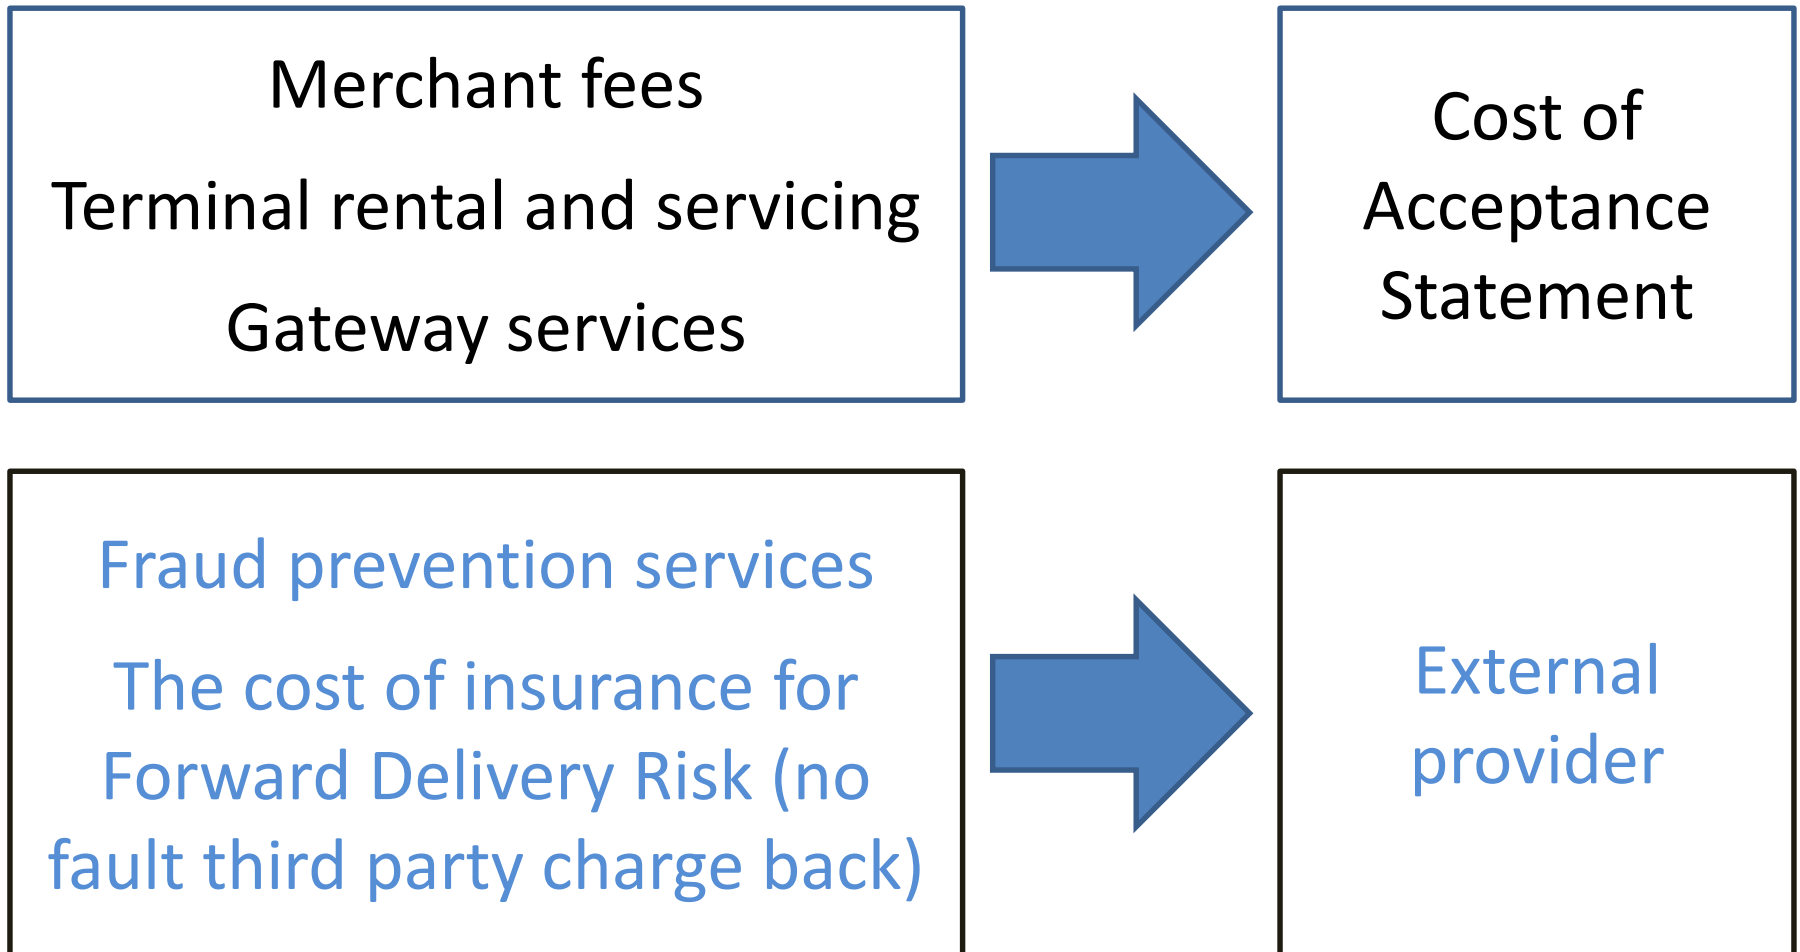 Merchant fees
Terminal rental and servicing
Gateway services
Cost of
Acceptance
Statement
Fraud prevention services
The cost of insurance for
Forward Delivery Risk (no
fault third party charge back)
External
provider